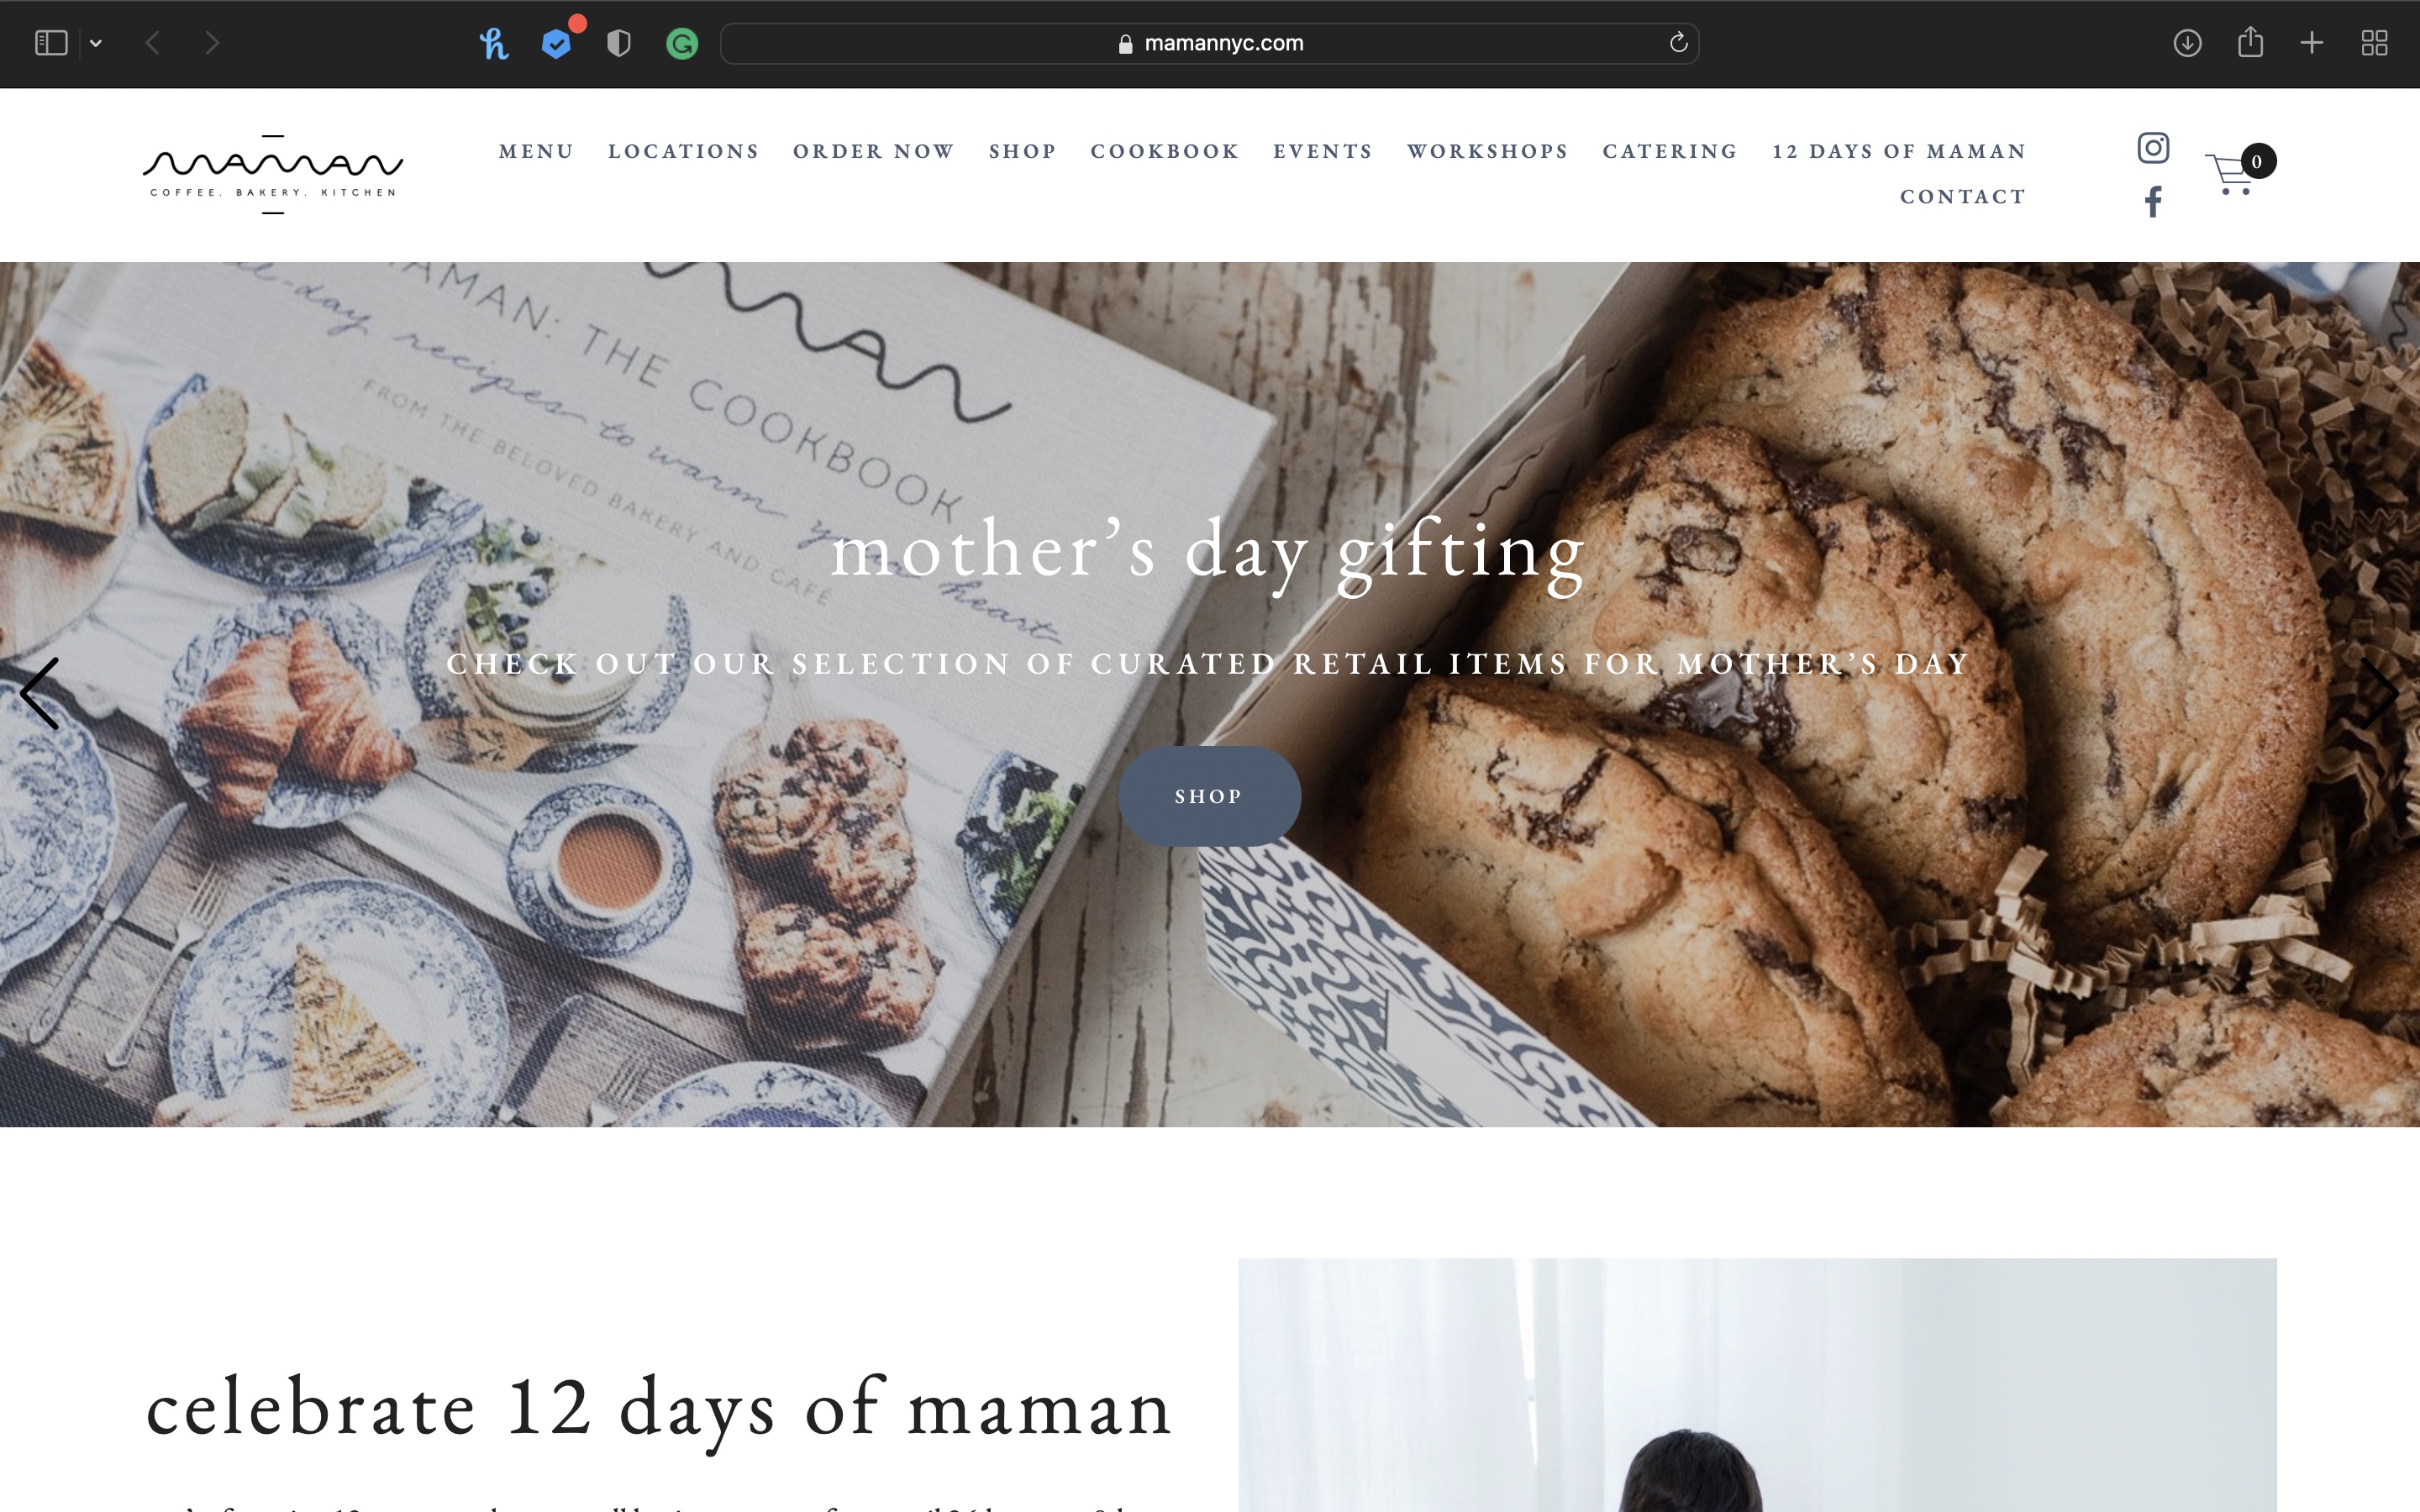 mamannyc.com
MAMAN
COFFEE. BAKERY. KITCHEN
MENU LOCATIONS ORDER NOW SHOP COOKBOOK EVENTS WORKSHOPS CATERING 12 DAYS OF MAMAN
CONTACT
0
MAMAN: THE COOKBOOK
all-day recipes to warm your heart
FROM THE BELOVED BAKERY AND CAFÉ
mother’s day gifting
CHECK OUT OUR SELECTION OF CURATED RETAIL ITEMS FOR MOTHER’S DAY
SHOP
celebrate 12 days of maman